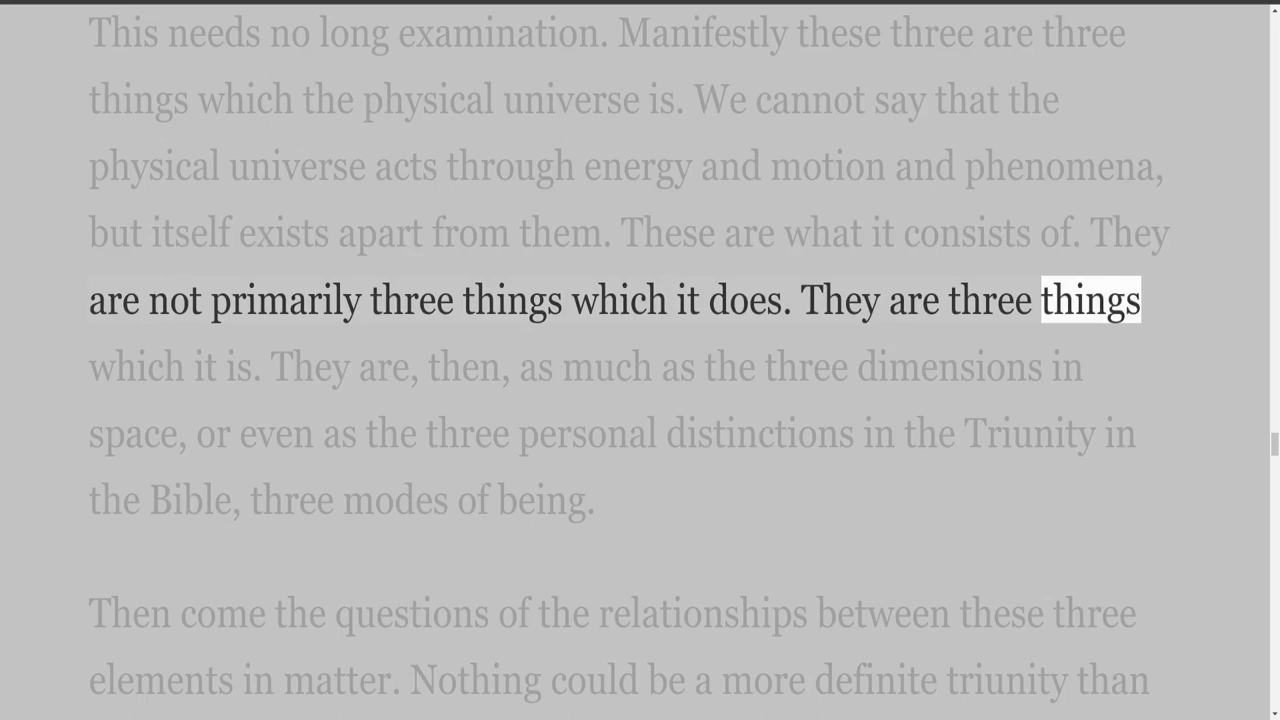 This needs no long examination. Manifestly these three are three
things which the physical universe is. We cannot say that the
physical universe acts through energy and motion and phenomena,
but itself exists apart from them. These are what it consists of. They
are not primarily three things which it does. They are three things
which it is. They are, then, as much as the three dimensions in
space, or even as the three personal distinctions in the Triunity in
the Bible, three modes of being.
Then come the questions of the relationships between these three
elements in matter. Nothing could be a more definite triunity than